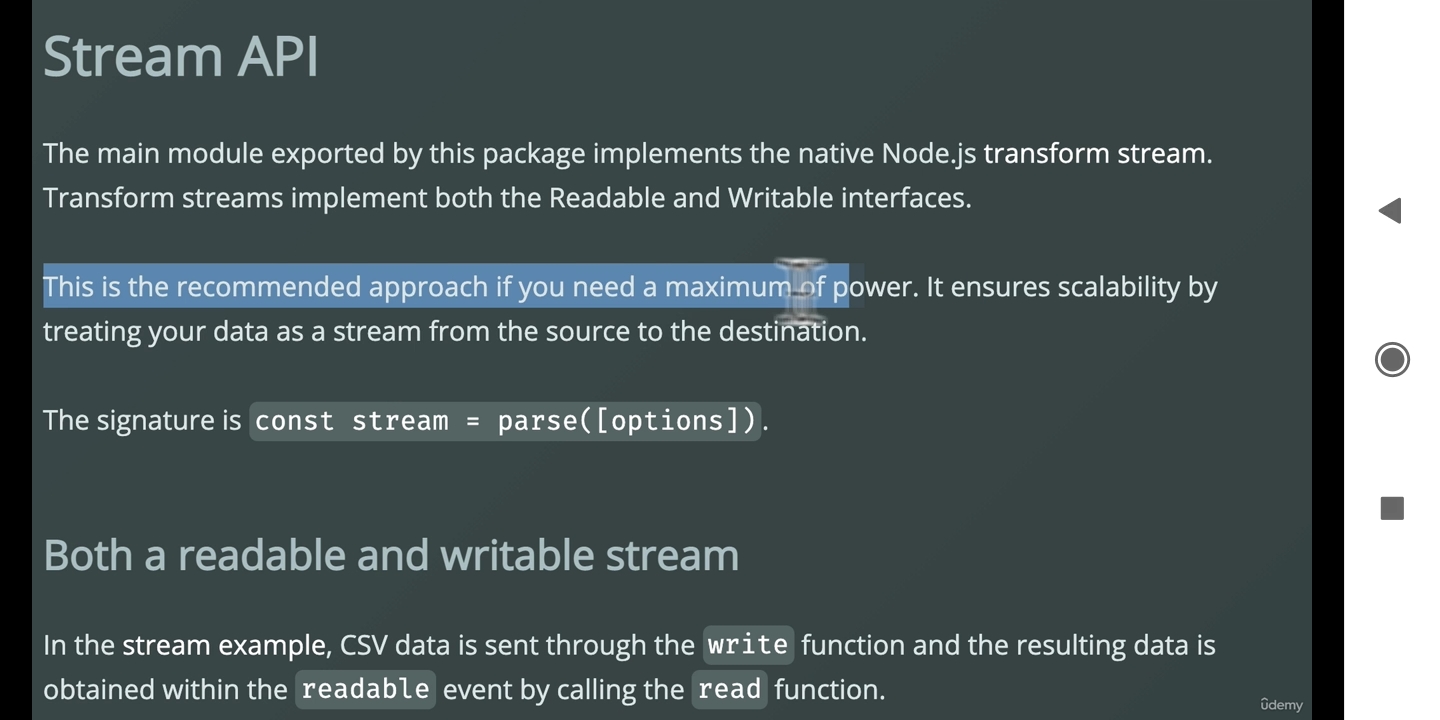 Stream API
The main module exported by this package implements the native Node.js transform stream.
Transform streams implement both the Readable and Writable interfaces.
This is the recommended approach if you need a maximum of power. It ensures scalability by
treating your data as a stream from the source to the destination.
The signature is const stream = parse([options]).
Both a readable and writable stream
In the stream example, CSV data is sent through the write function and the resulting data is
obtained within the readable event by calling the read function.
ûdemy